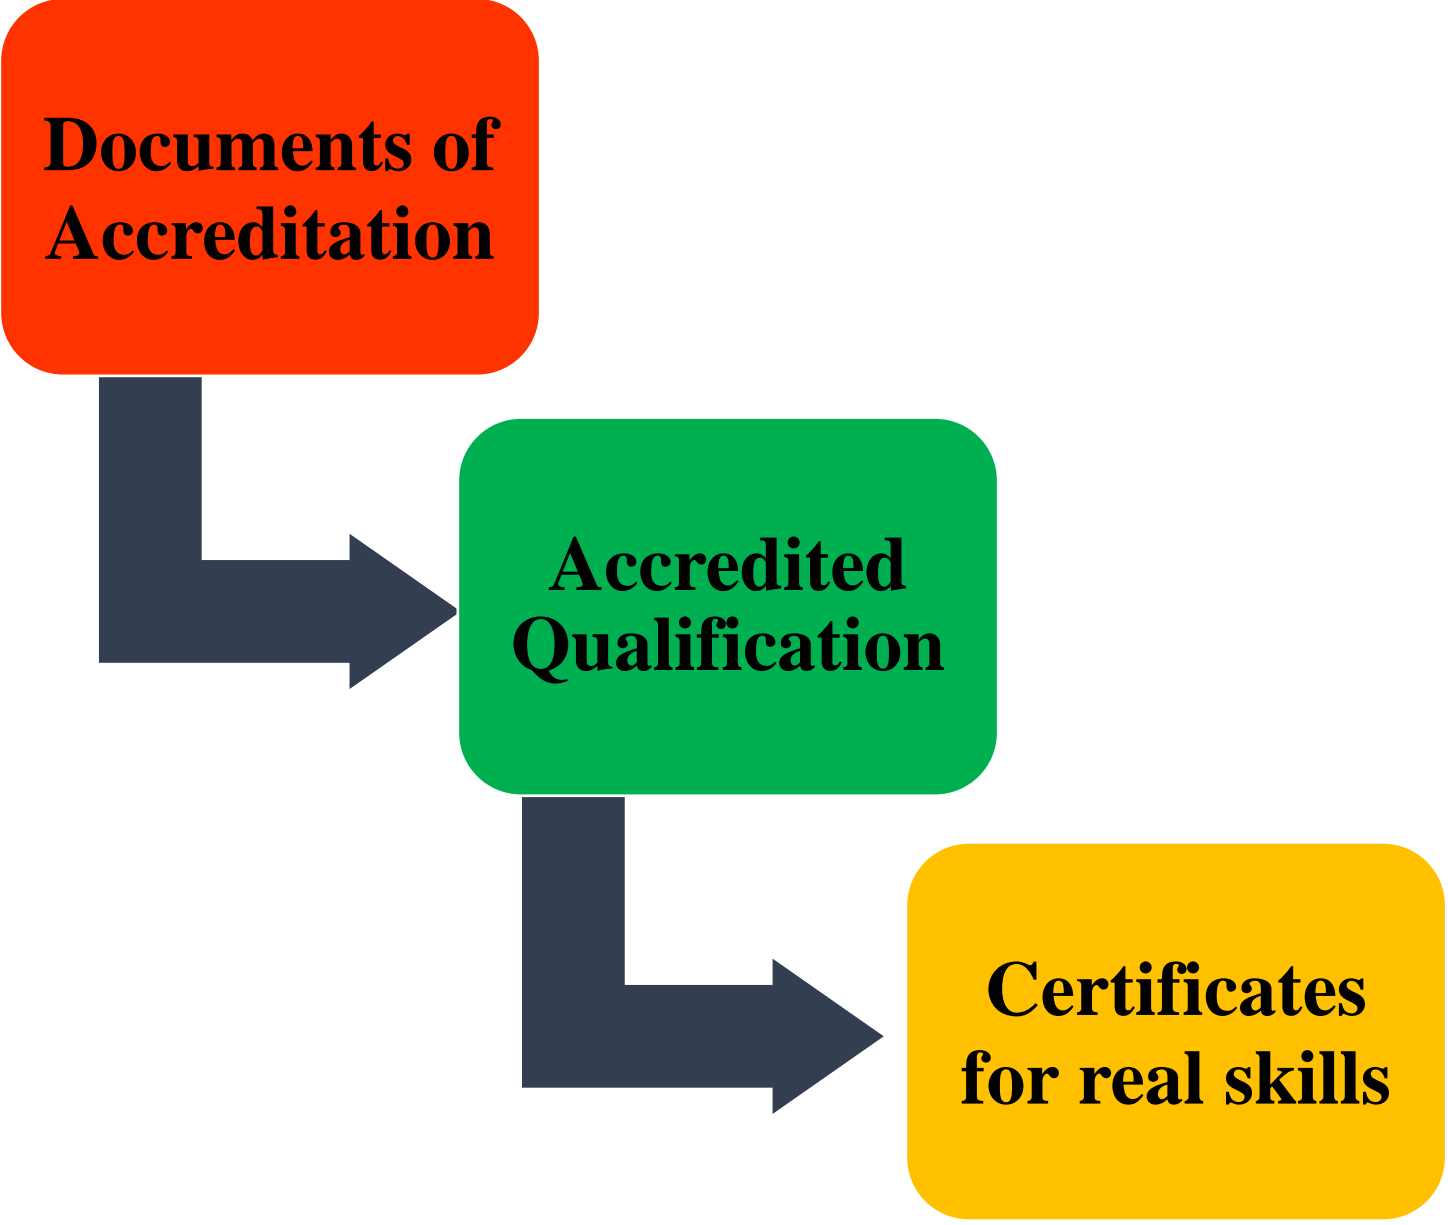 Documents of
Accreditation
Accredited
Qualification
Certificates
for real skills